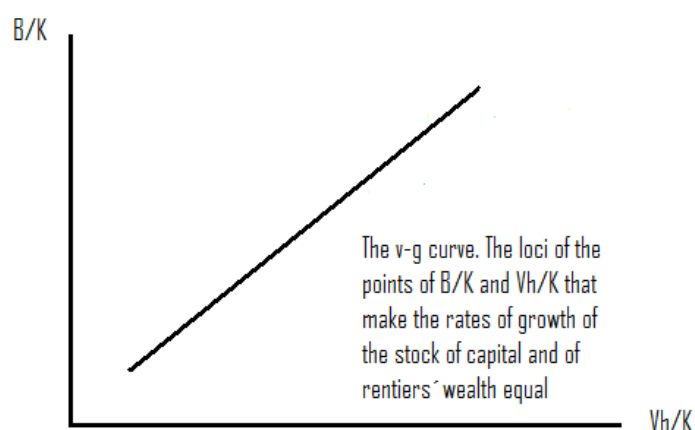 B/K
The v-g curve. The loci of the
points of B/K and Vh/K that
make the rates of growth of
the stock of capital and of
rentiers´ wealth equal
Vh/K